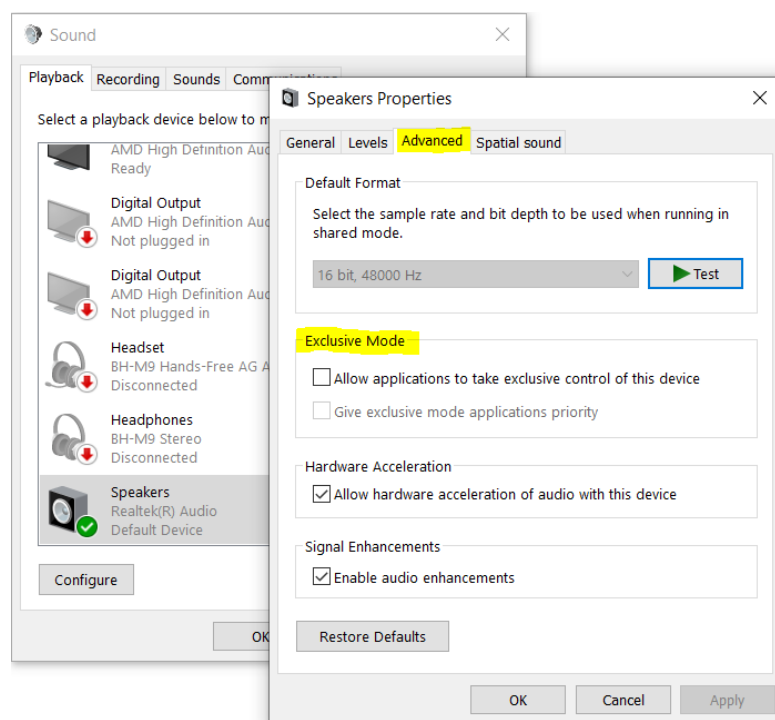 Sound
Playback Recording Sounds
Select a playback device below to
AMD High Definition
Ready
Digital Output
AMD High Definition
Not plugged in
Digital Output
AMD High Definition
Not plugged in
Headset
BH-M9 Hands-Free AG
Disconnected
Headphones
BH-M9 Stereo
Disconnected
Speakers
Realtek(R) Audio
Default Device
Configure
OK
Speakers Properties
General Levels Advanced Spatial sound
Default Format
Select the sample rate and bit depth to be used when running in
shared mode.
16 bit, 48000 Hz
Test
Exclusive Mode
Allow applications to take exclusive control of this device
Give exclusive mode applications priority
Hardware Acceleration
Allow hardware acceleration of audio with this device
Signal Enhancements
Enable audio enhancements
Restore Defaults
OK Cancel Apply